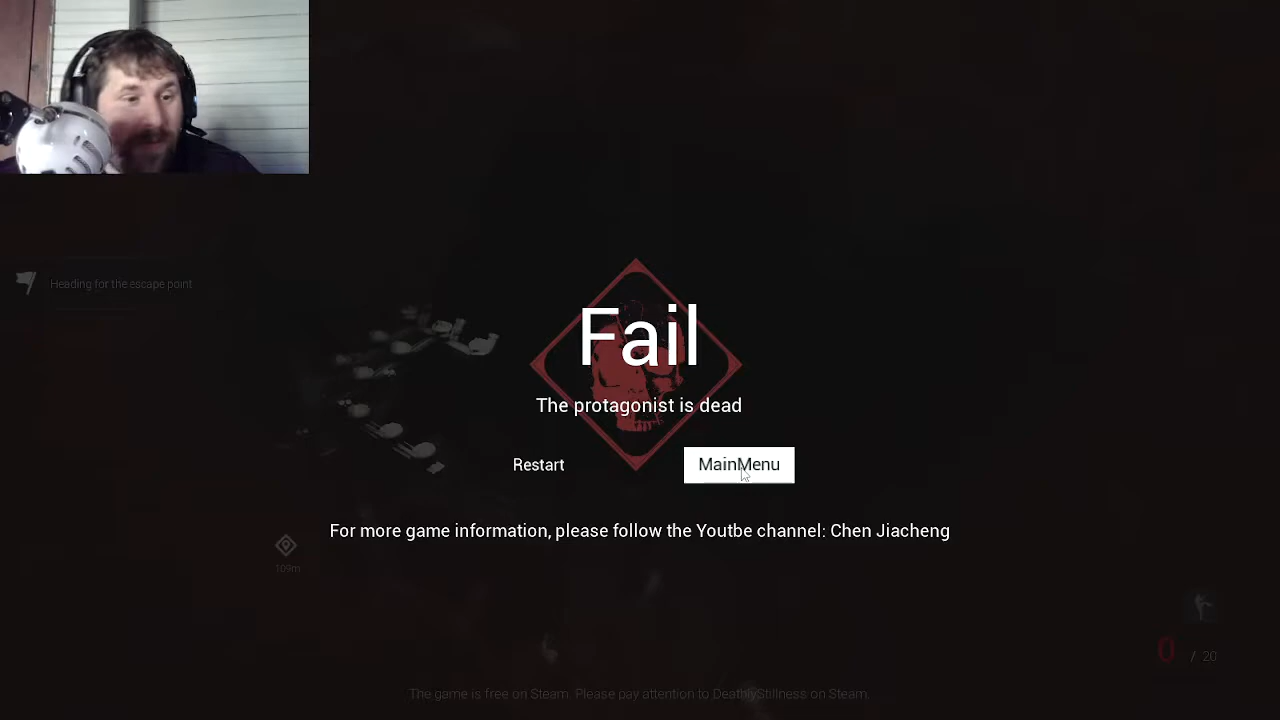 Heading for the escape point
Fail
The protagonist is dead
Restart
MainMenu
For more game information, please follow the Youtbe channel: Chen Jiacheng
109m
0 / 20
The game is free on Steam. Please pay attention to DeathlyStillness on Steam.